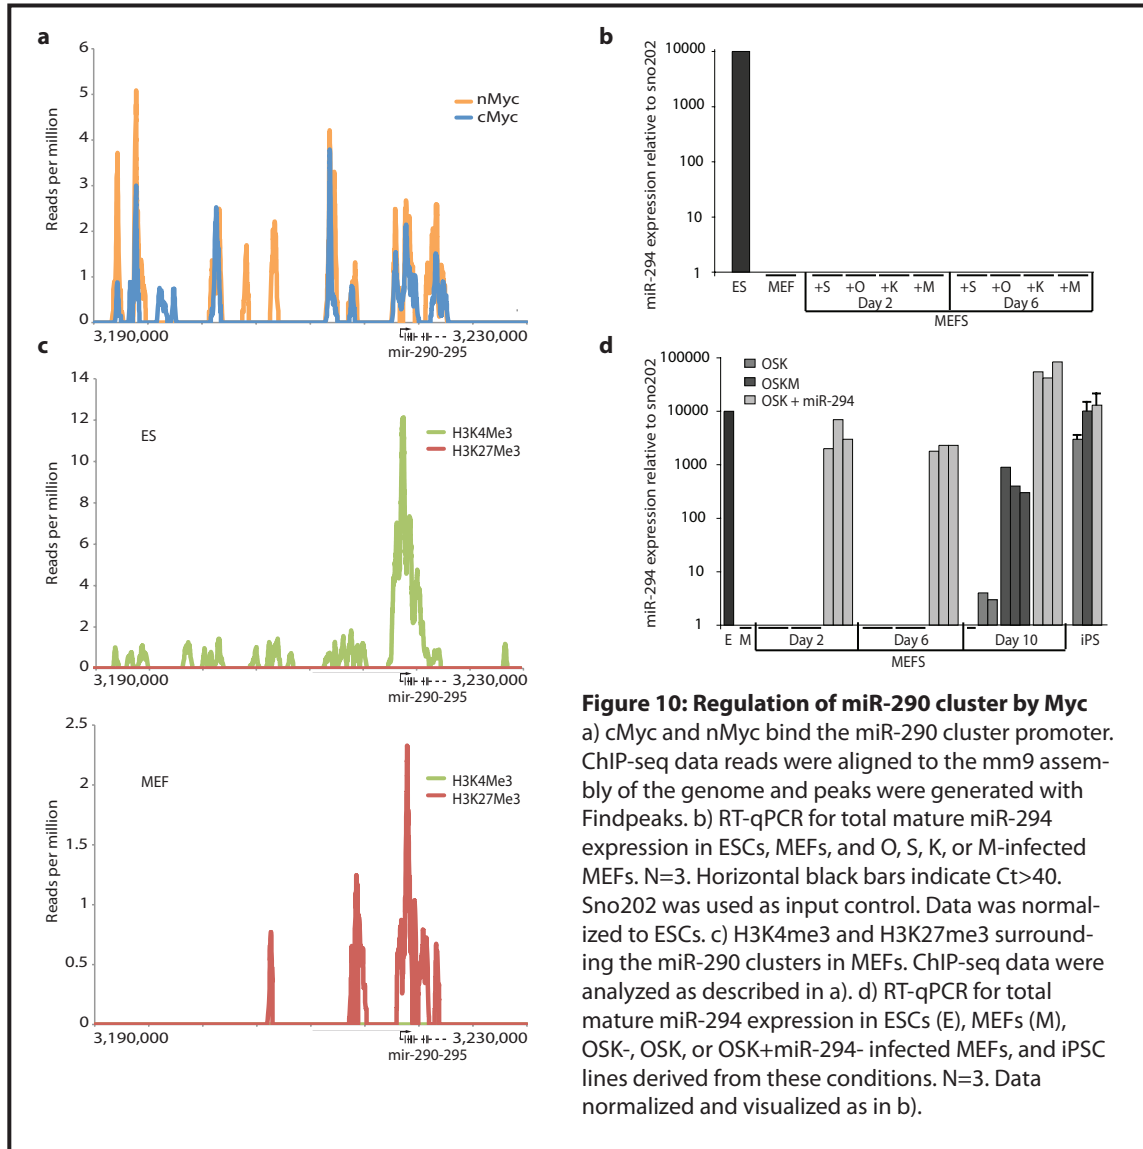 a
6
5
4
3
2
1
0
Reads per million
nMyc
cMyc
3,190,000
3,230,000
mir-290-295
b
10000
1000
100
10
1
miR-294 expression relative to sno202
ES
MEF
+S
+O
+K
+M
+S
+O
+K
+M
Day 2
Day 6
MEFS
c
14
12
10
8
6
4
2
0
Reads per million
ES
H3K4Me3
H3K27Me3
3,190,000
3,230,000
mir-290-295
2.5
2
1.5
1
0.5
0
Reads per million
MEF
H3K4Me3
H3K27Me3
3,190,000
3,230,000
mir-290-295
d
100000
10000
1000
100
10
1
miR-294 expression relative to sno202
OSK
OSKM
OSK + miR-294
E
M
Day 2
Day 6
Day 10
iPS
MEFS
Figure 10: Regulation of miR-290 cluster by Myc
a) cMyc and nMyc bind the miR-290 cluster promoter.
ChIP-seq data reads were aligned to the mm9 assem-
bly of the genome and peaks were generated with
Findpeaks. b) RT-qPCR for total mature miR-294
expression in ESCs, MEFs, and O, S, K, or M-infected
MEFs. N=3. Horizontal black bars indicate Ct>40.
Sno202 was used as input control. Data was normal-
ized to ESCs. c) H3K4me3 and H3K27me3 surround-
ing the miR-290 clusters in MEFs. ChIP-seq data were
analyzed as described in a). d) RT-qPCR for total
mature miR-294 expression in ESCs (E), MEFs (M),
OSK-, OSK, or OSK+miR-294- infected MEFs, and iPSC
lines derived from these conditions. N=3. Data
normalized and visualized as in b).